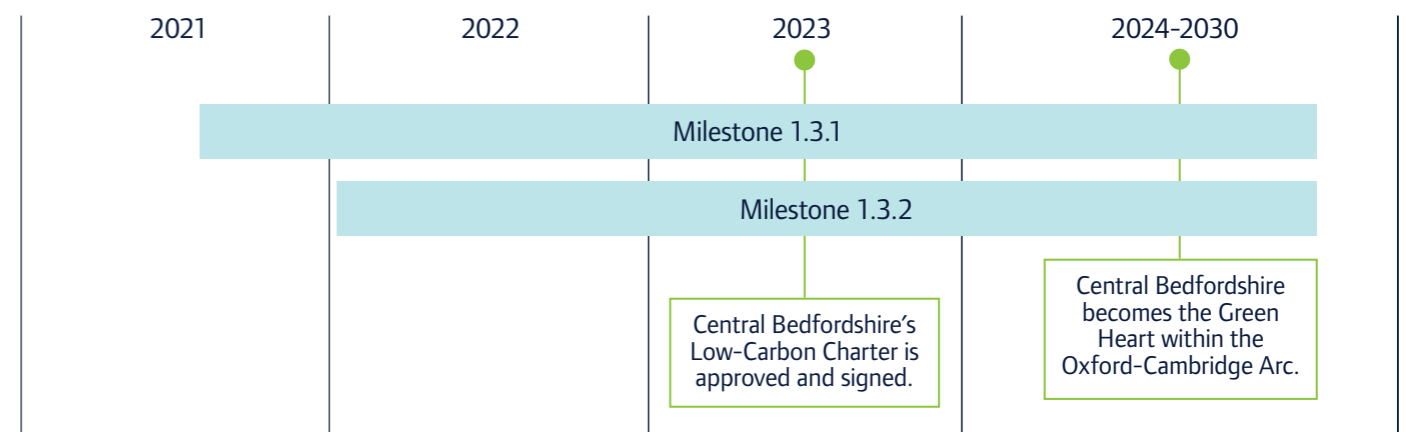 2021
2022
2023
2024-2030
Milestone 1.3.1
Milestone 1.3.2
Central Bedfordshire's
Low-Carbon Charter is
approved and signed.
Central Bedfordshire
becomes the Green
Heart within the
Oxford-Cambridge Arc.